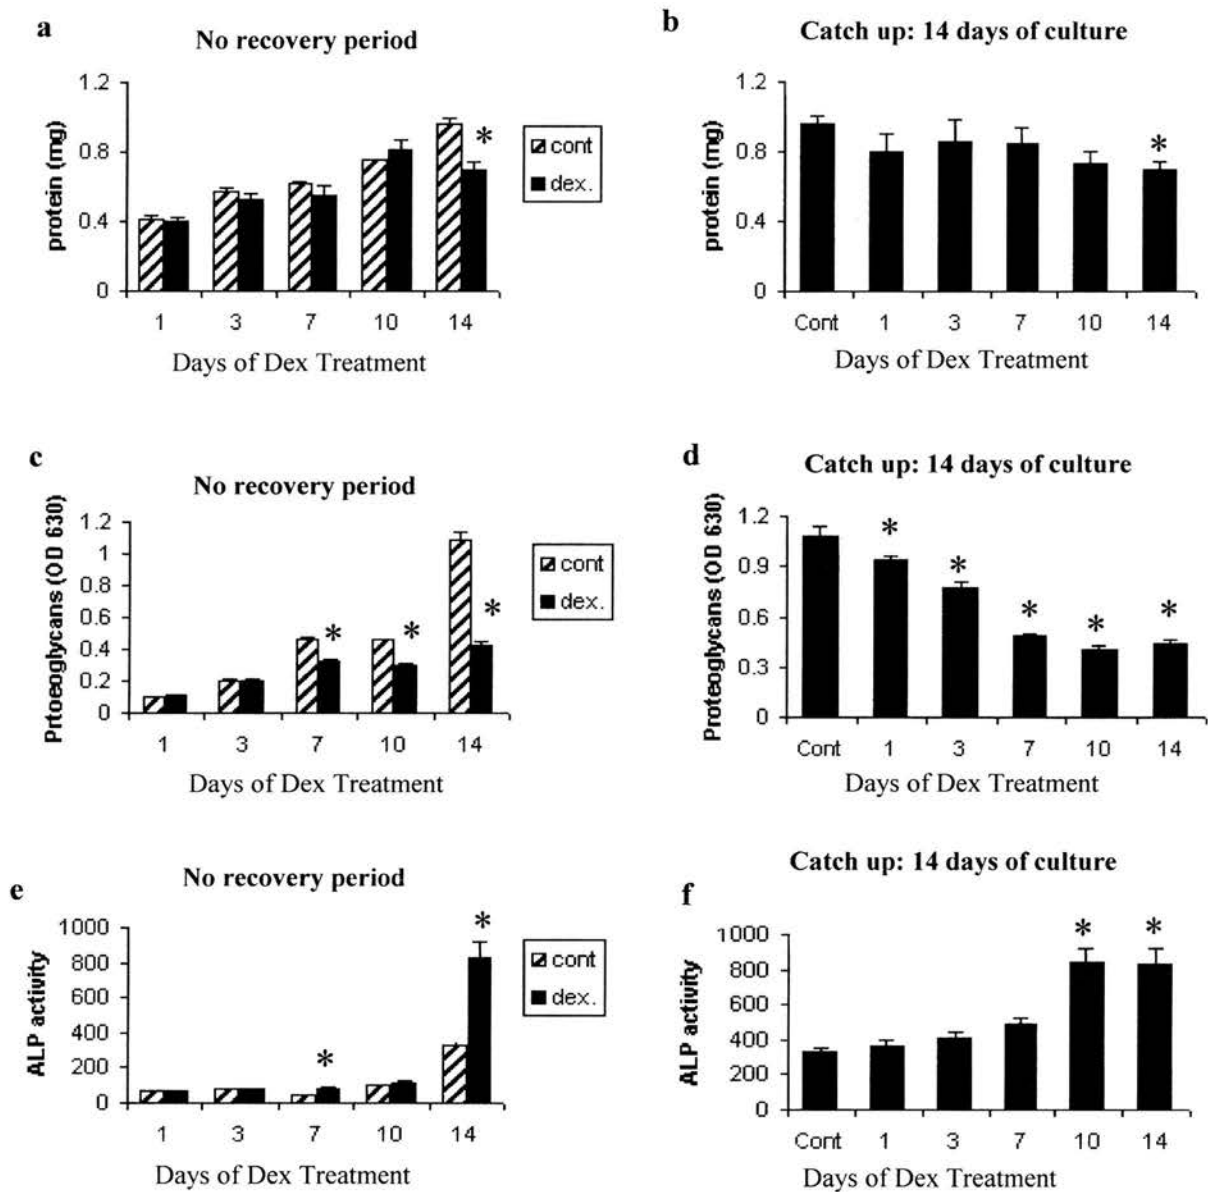 a
No recovery period
1.2
0.8
0.4
0
protein (mg)
*
cont
dex.
1 3 7 10 14
Days of Dex Treatment
b
Catch up: 14 days of culture
1.2
0.8
0.4
0
protein (mg)
*
Cont 1 3 7 10 14
Days of Dex Treatment
c
No recovery period
1.2
1
0.8
0.6
0.4
0.2
0
Prtoeoglycans (OD 630)
* * *
cont
dex.
1 3 7 10 14
Days of Dex Treatment
d
Catch up: 14 days of culture
1.2
0.9
0.6
0.3
0
Proteoglycans (OD 630)
* * * * *
Cont 1 3 7 10 14
Days of Dex Treatment
e
No recovery period
1000
800
600
400
200
0
ALP activity
* *
cont
dex.
1 3 7 10 14
Days of Dex Treatment
f
Catch up: 14 days of culture
1000
800
600
400
200
0
ALP activity
* *
Cont 1 3 7 10 14
Days of Dex Treatment